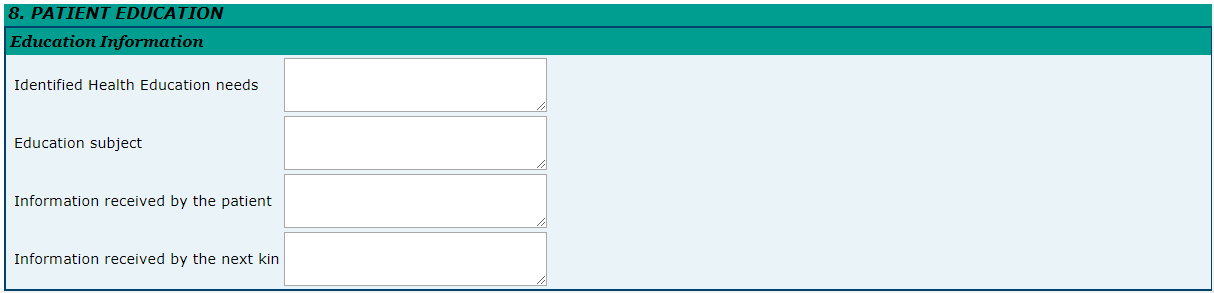 8. PATIENT EDUCATION
Education Information
Identified Health Education needs
Education subject
Information received by the patient
Information received by the next kin